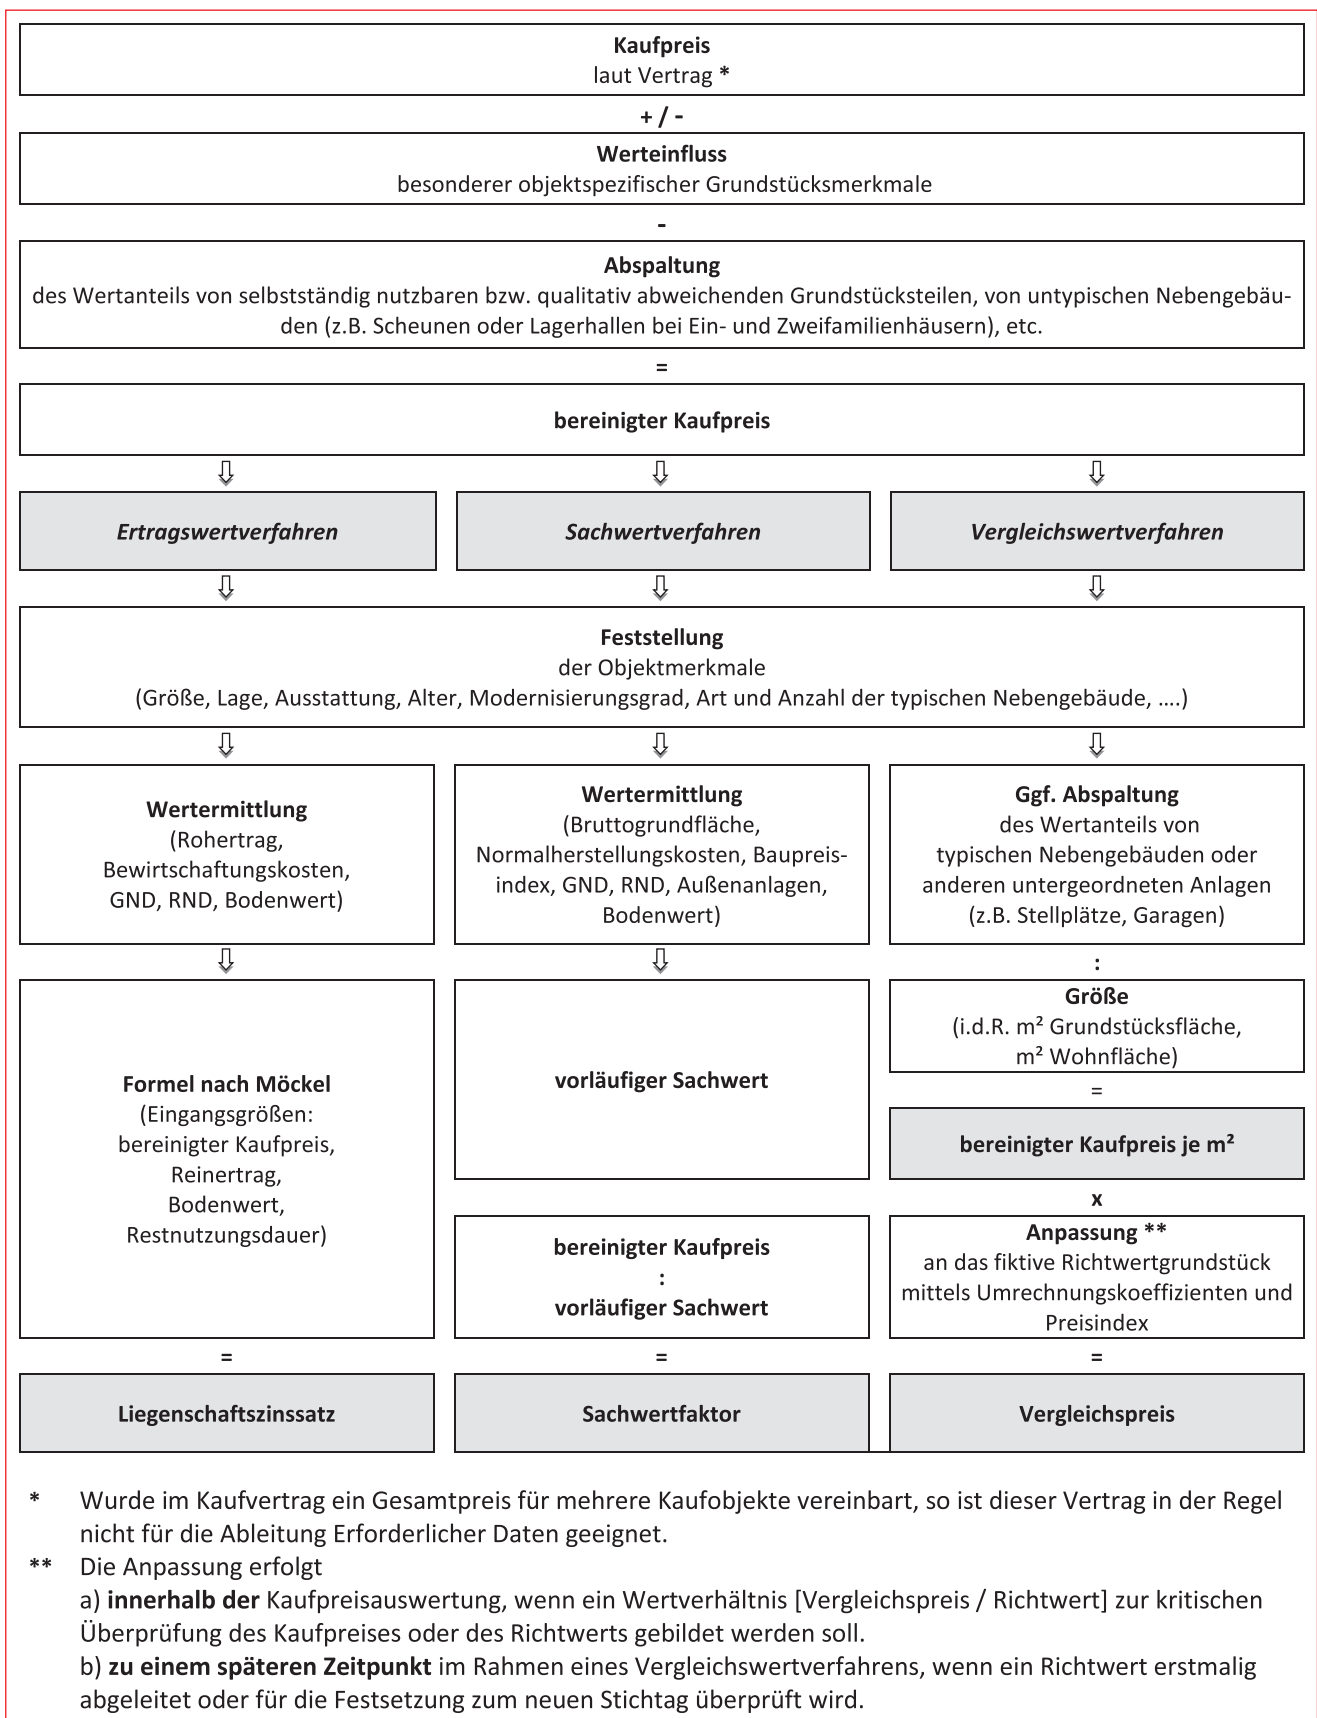 Kaufpreis
laut Vertrag *
+ / -
Werteinfluss
besonderer objektspezifischer Grundstücksmerkmale
-
Abspaltung
des Wertanteils von selbstständig nutzbaren bzw. qualitativ abweichenden Grundstücksteilen, von untypischen Nebengebäu-
den (z.B. Scheunen oder Lagerhallen bei Ein- und Zweifamilienhäusern), etc.
=
bereinigter Kaufpreis
⇩ ⇩ ⇩
Ertragswertverfahren
Sachwertverfahren
Vergleichswertverfahren
⇩ ⇩ ⇩
Feststellung
der Objektmerkmale
(Größe, Lage, Ausstattung, Alter, Modernisierungsgrad, Art und Anzahl der typischen Nebengebäude, ….)
⇩ ⇩ ⇩
Wertermittlung
(Rohertrag,
Bewirtschaftungskosten,
GND, RND, Bodenwert)
⇩
Formel nach Möckel
(Eingangsgrößen:
bereinigter Kaufpreis,
Reinertrag,
Bodenwert,
Restnutzungsdauer)
=
Liegenschaftszinssatz
Wertermittlung
(Bruttogrundfläche,
Normalherstellungskosten, Baupreis-
index, GND, RND, Außenanlagen,
Bodenwert)
⇩
vorläufiger Sachwert
bereinigter Kaufpreis
:
vorläufiger Sachwert
=
Sachwertfaktor
Ggf. Abspaltung
des Wertanteils von
typischen Nebengebäuden oder
anderen untergeordneten Anlagen
(z.B. Stellplätze, Garagen)
:
Größe
(i.d.R. m² Grundstücksfläche,
m² Wohnfläche)
=
bereinigter Kaufpreis je m²
x
Anpassung **
an das fiktive Richtwertgrundstück
mittels Umrechnungskoeffizienten und
Preisindex
=
Vergleichspreis
* Wurde im Kaufvertrag ein Gesamtpreis für mehrere Kaufobjekte vereinbart, so ist dieser Vertrag in der Regel
nicht für die Ableitung Erforderlicher Daten geeignet.
** Die Anpassung erfolgt
a) innerhalb der Kaufpreisauswertung, wenn ein Wertverhältnis [Vergleichspreis / Richtwert] zur kritischen
Überprüfung des Kaufpreises oder des Richtwerts gebildet werden soll.
b) zu einem späteren Zeitpunkt im Rahmen eines Vergleichswertverfahrens, wenn ein Richtwert erstmalig
abgeleitet oder für die Festsetzung zum neuen Stichtag überprüft wird.